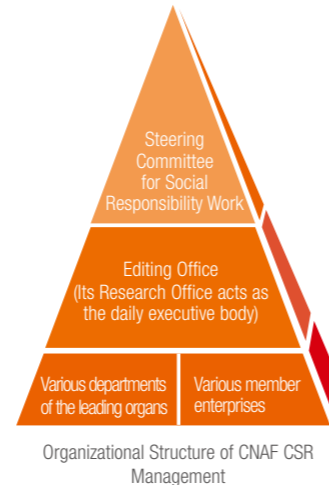 Steering
Committee
for Social
Responsibility Work
Editing Office
(Its Research Office acts as
the daily executive body)
Various departments
of the leading organs
Various member
enterprises
Organizational Structure of CNAF CSR
Management